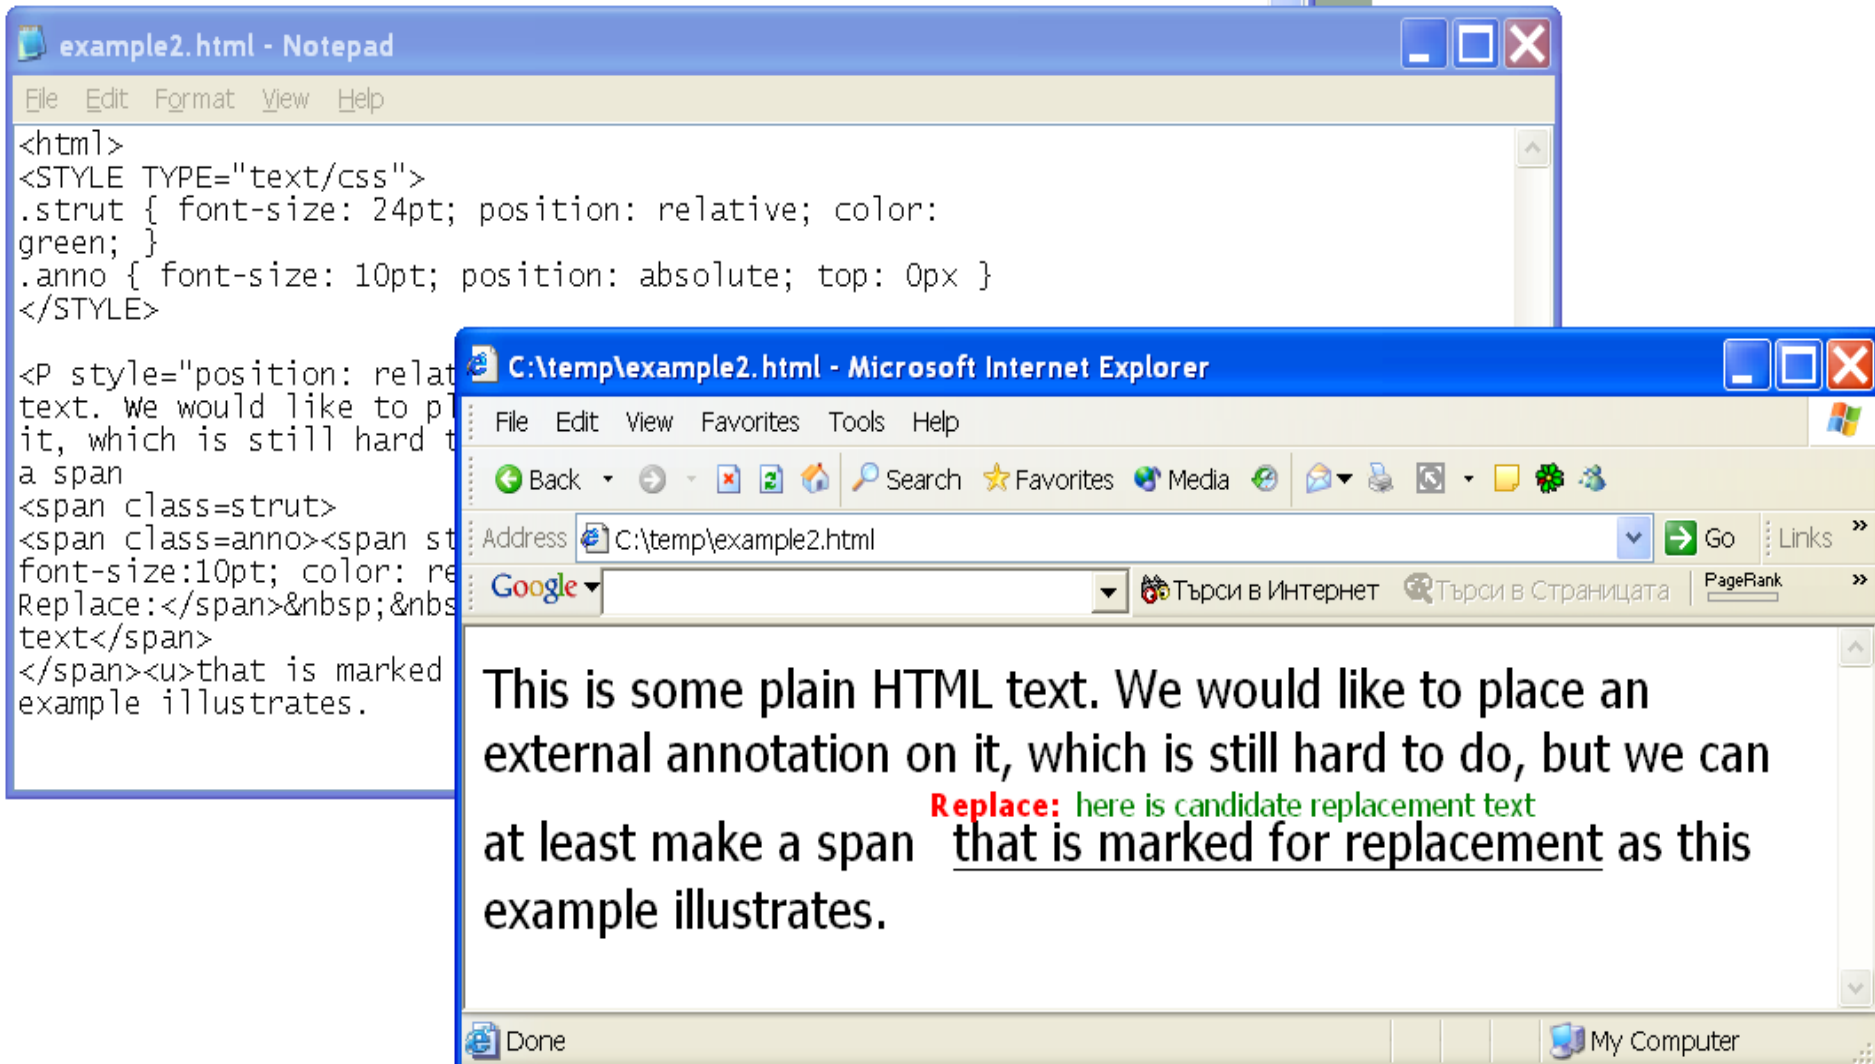 example2.html - Notepad
File Edit Format View Help
<html>
<STYLE TYPE="text/css">
.strut { font-size: 24pt; position: relative; color:
green; }
.anno { font-size: 10pt; position: absolute; top: 0px }
</STYLE>
<P style="position: relat
text. We would like to pl
it, which is still hard t
a span
<span class=strut>
<span class=anno><span st
font-size:10pt; color: re
Replace:</span>&nbsp;&nbs
text</span>
</span><u>that is marked
example illustrates.
C:\temp\example2.html - Microsoft Internet Explorer
File Edit View Favorites Tools Help
Back Search Favorites Media
Address C:\temp\example2.html Go Links »
Google Търси в Интернет Търси в Страницата PageRank »
This is some plain HTML text. We would like to place an
external annotation on it, which is still hard to do, but we can
Replace: here is candidate replacement text
at least make a span that is marked for replacement as this
example illustrates.
Done My Computer